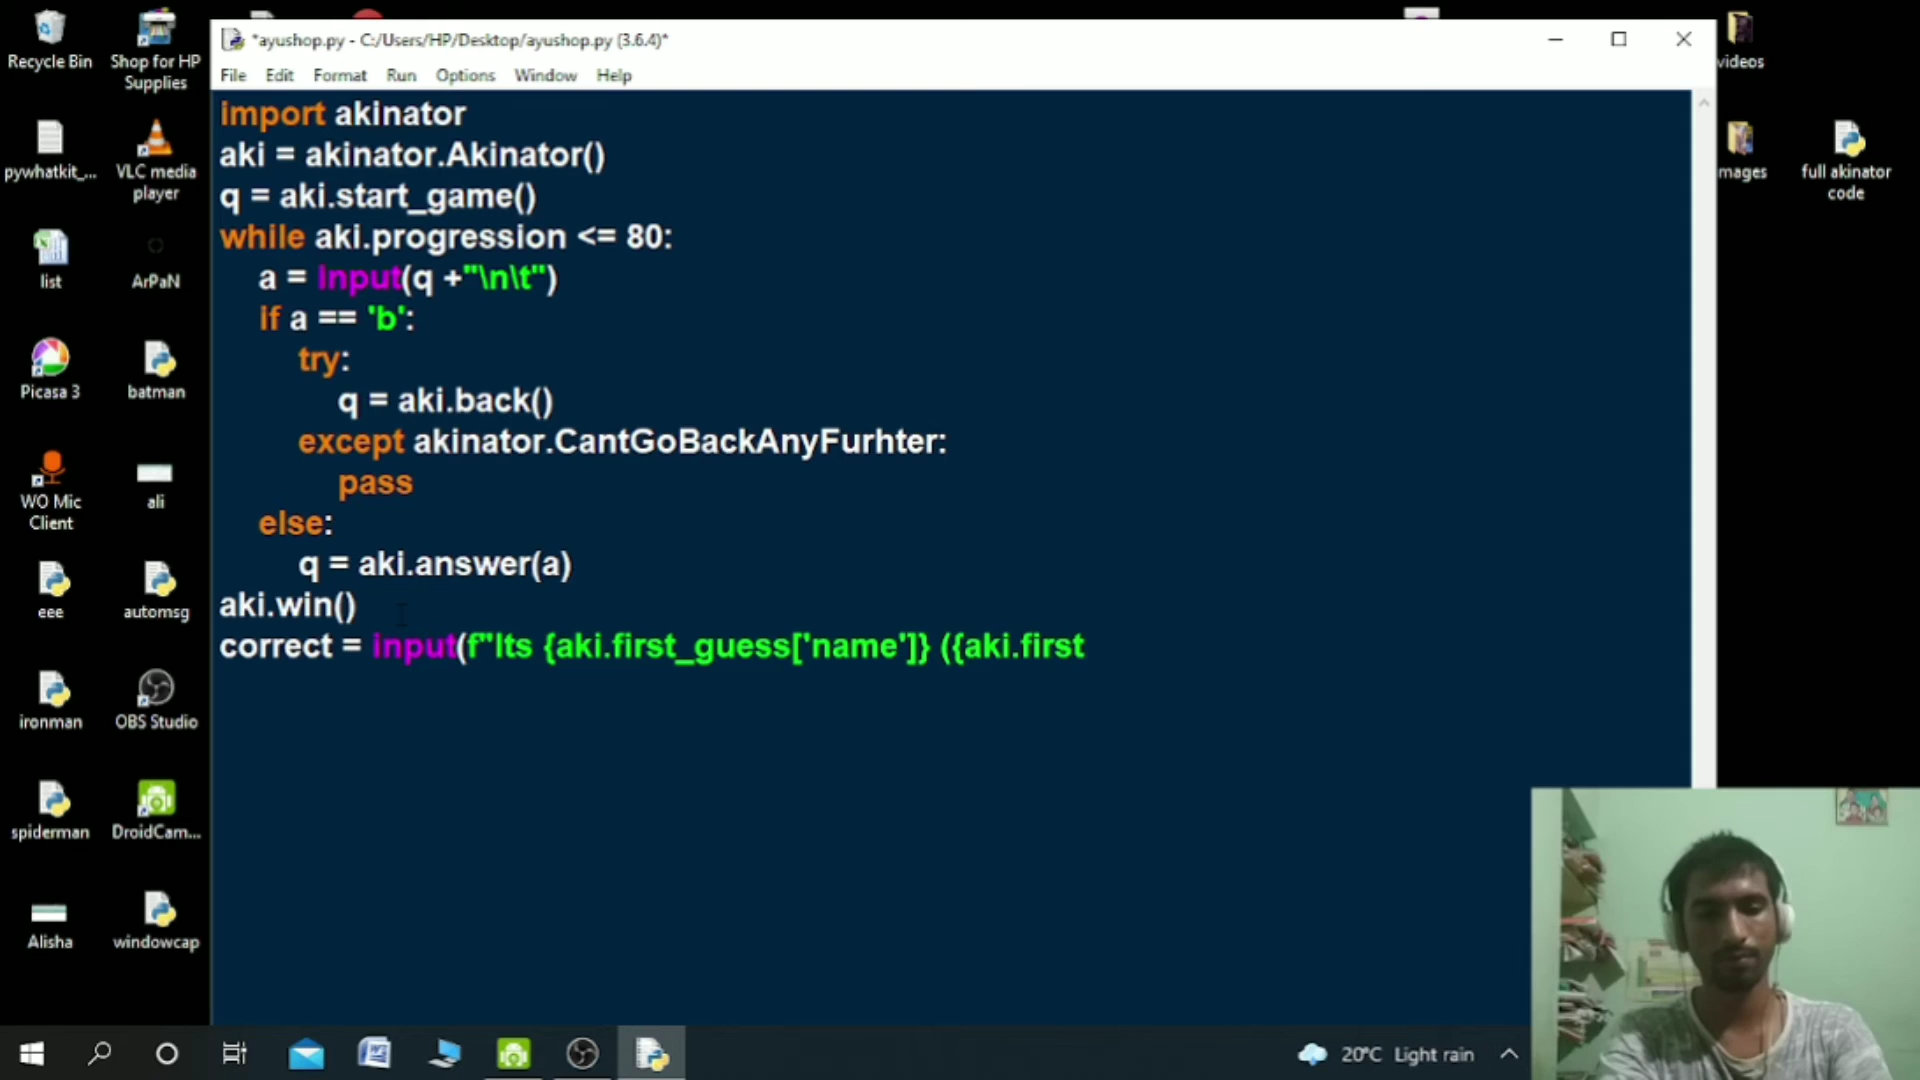 Recycle Bin
Shop for HP
Supplies
*ayushop.py - C:/Users/HP/Desktop/ayushop.py (3.6.4)*
videos
File Edit Format Run Options Window Help
import akinator
aki = akinator.Akinator()
q = aki.start_game()
while aki.progression <= 80:
a = input(q +"\n\t")
if a == 'b':
try:
q = aki.back()
except akinator.CantGoBackAnyFurhter:
pass
else:
q = aki.answer(a)
aki.win()
correct = input(f"Its {aki.first_guess['name']} ({aki.first
pywhatkit_...
VLC media
player
mages
full akinator
code
list
ArPaN
Picasa 3
batman
WO Mic
Client
ali
eee
automsg
ironman
OBS Studio
spiderman
DroidCam...
Alisha
windowcap
20°C Light rain